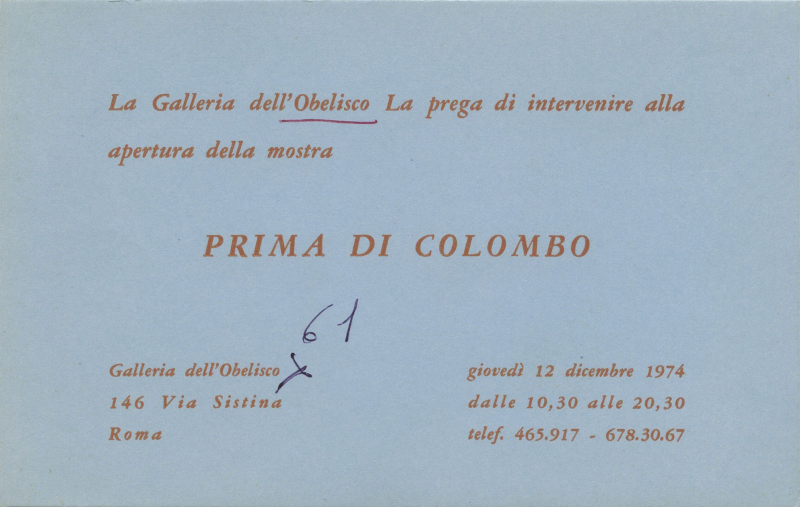 La Galleria dell'Obelisco La prega di intervenire alla
apertura della mostra
PRIMA DI COLOMBO
61
Galleria dell'Obelisco
146 Via Sistina
Roma
giovedì 12 dicembre 1974
dalle 10,30 alle 20,30
telef. 465.917 - 678.30.67